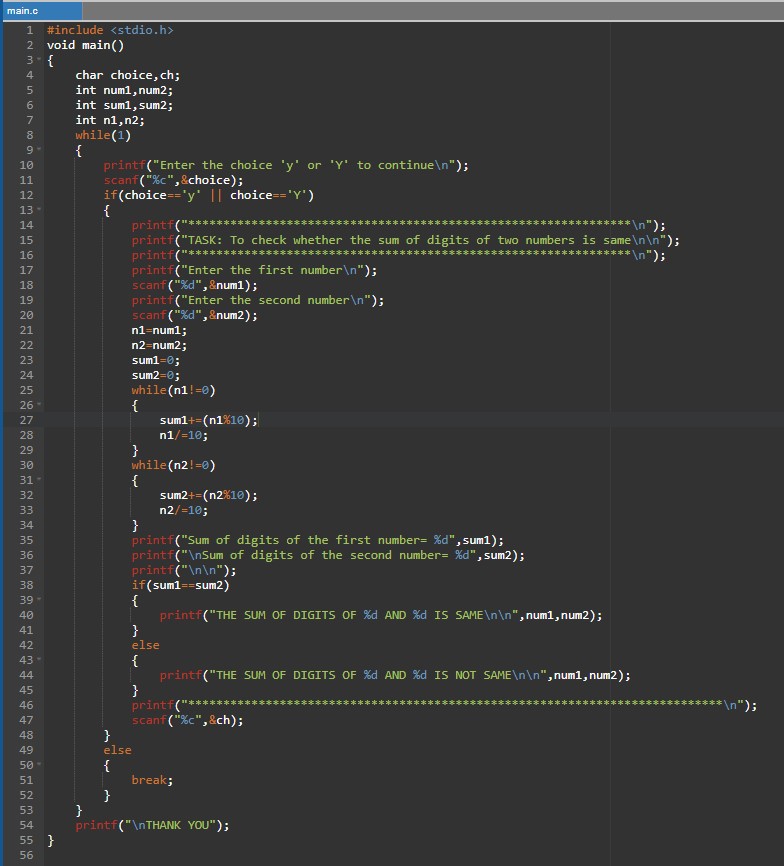 main.c
1 #include <stdio.h>
2 void main()
3 {
4     char choice,ch;
5     int num1,num2;
6     int sum1,sum2;
7     int n1,n2;
8     while(1)
9     {
10         printf("Enter the choice 'y' or 'Y' to continue\n");
11         scanf("%c",&choice);
12         if(choice=='y' || choice=='Y')
13         {
14             printf("***************************************************************\n");
15             printf("TASK: To check whether the sum of digits of two numbers is same\n\n");
16             printf("***************************************************************\n");
17             printf("Enter the first number\n");
18             scanf("%d",&num1);
19             printf("Enter the second number\n");
20             scanf("%d",&num2);
21             n1=num1;
22             n2=num2;
23             sum1=0;
24             sum2=0;
25             while(n1!=0)
26             {
27                 sum1+=(n1%10);
28                 n1/=10;
29             }
30             while(n2!=0)
31             {
32                 sum2+=(n2%10);
33                 n2/=10;
34             }
35             printf("Sum of digits of the first number= %d",sum1);
36             printf("\nSum of digits of the second number= %d",sum2);
37             printf("\n\n");
38             if(sum1==sum2)
39             {
40                 printf("THE SUM OF DIGITS OF %d AND %d IS SAME\n\n",num1,num2);
41             }
42             else
43             {
44                 printf("THE SUM OF DIGITS OF %d AND %d IS NOT SAME\n\n",num1,num2);
45             }
46             printf("****************************************************************************\n");
47             scanf("%c",&ch);
48         }
49         else
50         {
51             break;
52         }
53     }
54     printf("\nTHANK YOU");
55 }
56